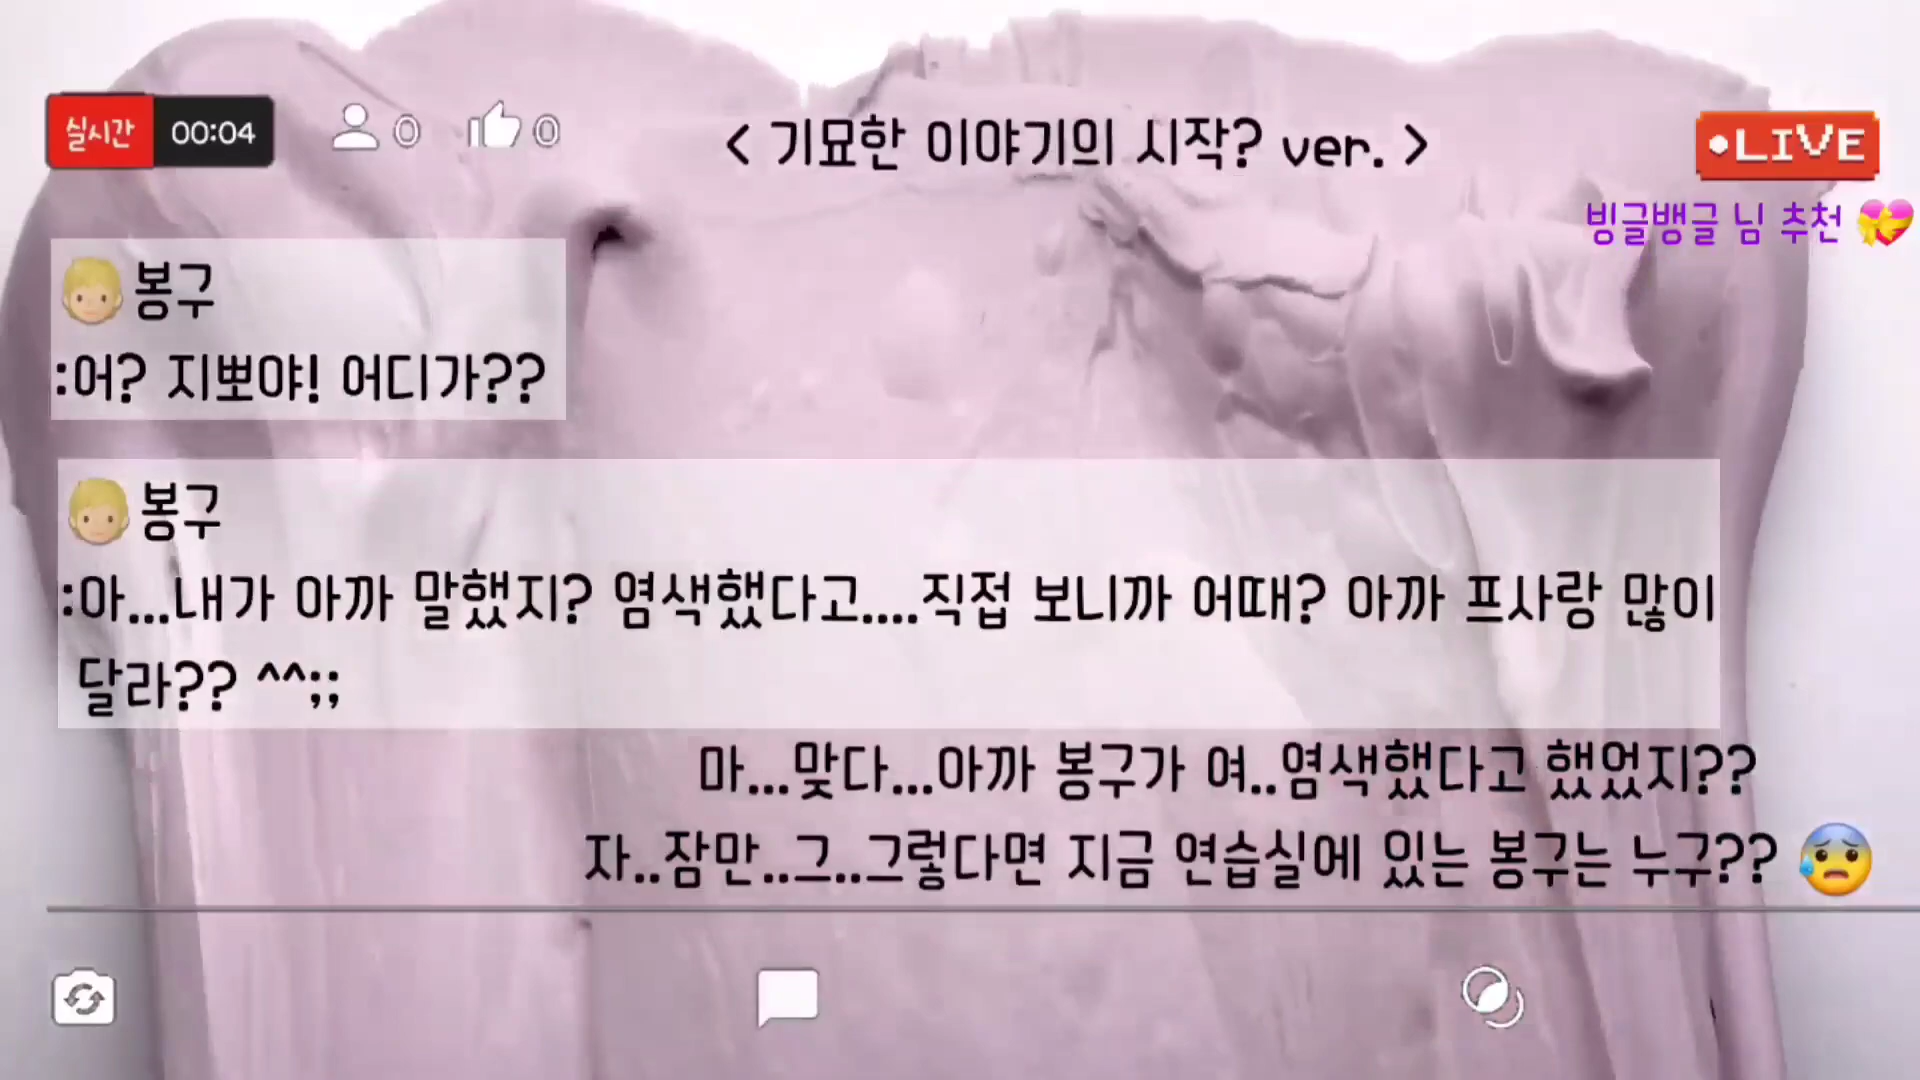 실시간 00:04 0 0
< 기묘한 이야기의 시작? ver. >
LIVE
빙글뱅글 님 추천 💝
봉구
:어? 지뽀야! 어디가??
봉구
:아...내가 아까 말했지? 염색했다고....직접 보니까 어때? 아까 프사랑 많이
달라?? ^^;;
마...맞다...아까 봉구가 여..염색했다고 했었지??
자..잠만..그..그렇다면 지금 연습실에 있는 봉구는 누구?? 😰